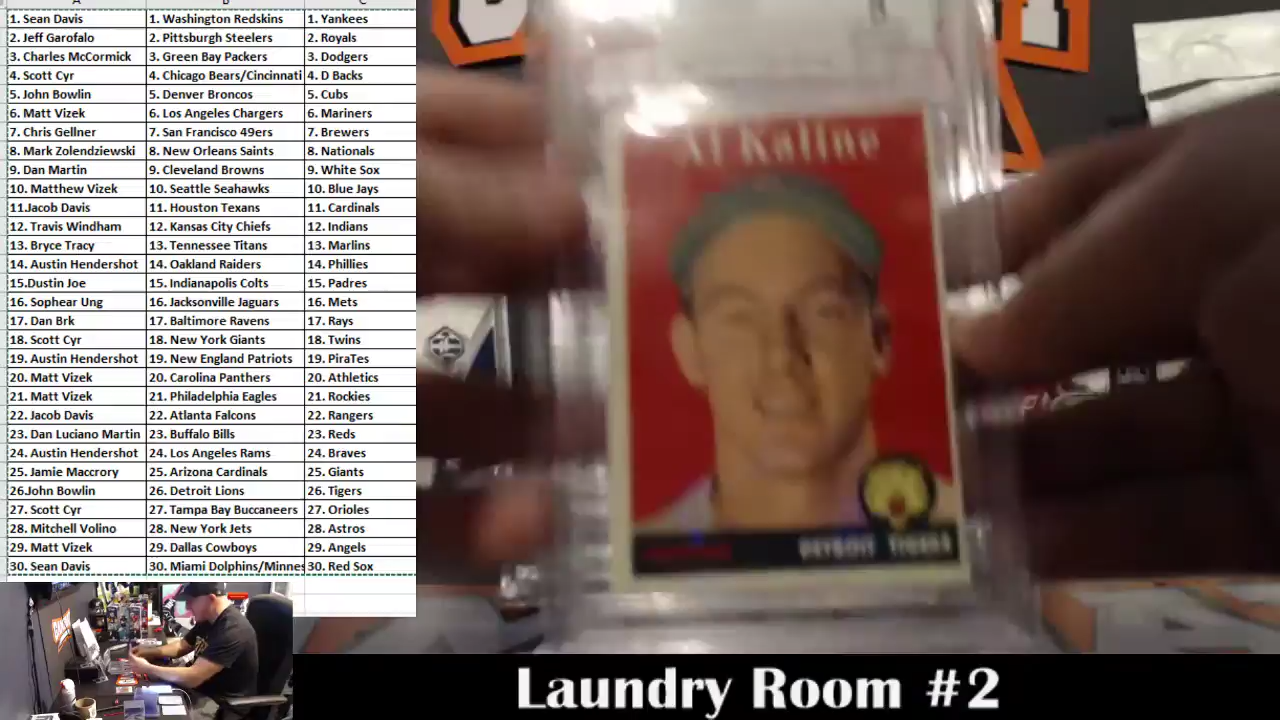 A B C
1. Sean Davis 1. Washington Redskins 1. Yankees
2. Jeff Garofalo 2. Pittsburgh Steelers 2. Royals
3. Charles McCormick 3. Green Bay Packers 3. Dodgers
4. Scott Cyr 4. Chicago Bears/Cincinnati 4. D Backs
5. John Bowlin 5. Denver Broncos 5. Cubs
6. Matt Vizek 6. Los Angeles Chargers 6. Mariners
7. Chris Gellner 7. San Francisco 49ers 7. Brewers
8. Mark Zolendziewski 8. New Orleans Saints 8. Nationals
9. Dan Martin 9. Cleveland Browns 9. White Sox
10. Matthew Vizek 10. Seattle Seahawks 10. Blue Jays
11.Jacob Davis 11. Houston Texans 11. Cardinals
12. Travis Windham 12. Kansas City Chiefs 12. Indians
13. Bryce Tracy 13. Tennessee Titans 13. Marlins
14. Austin Hendershot 14. Oakland Raiders 14. Phillies
15.Dustin Joe 15. Indianapolis Colts 15. Padres
16. Sophear Ung 16. Jacksonville Jaguars 16. Mets
17. Dan Brk 17. Baltimore Ravens 17. Rays
18. Scott Cyr 18. New York Giants 18. Twins
19. Austin Hendershot 19. New England Patriots 19. PiraTes
20. Matt Vizek 20. Carolina Panthers 20. Athletics
21. Matt Vizek 21. Philadelphia Eagles 21. Rockies
22. Jacob Davis 22. Atlanta Falcons 22. Rangers
23. Dan Luciano Martin 23. Buffalo Bills 23. Reds
24. Austin Hendershot 24. Los Angeles Rams 24. Braves
25. Jamie Maccrory 25. Arizona Cardinals 25. Giants
26.John Bowlin 26. Detroit Lions 26. Tigers
27. Scott Cyr 27. Tampa Bay Buccaneers 27. Orioles
28. Mitchell Volino 28. New York Jets 28. Astros
29. Matt Vizek 29. Dallas Cowboys 29. Angels
30. Sean Davis 30. Miami Dolphins/Minnes 30. Red Sox
Al Kaline
DETROIT TIGERS
Laundry Room #2